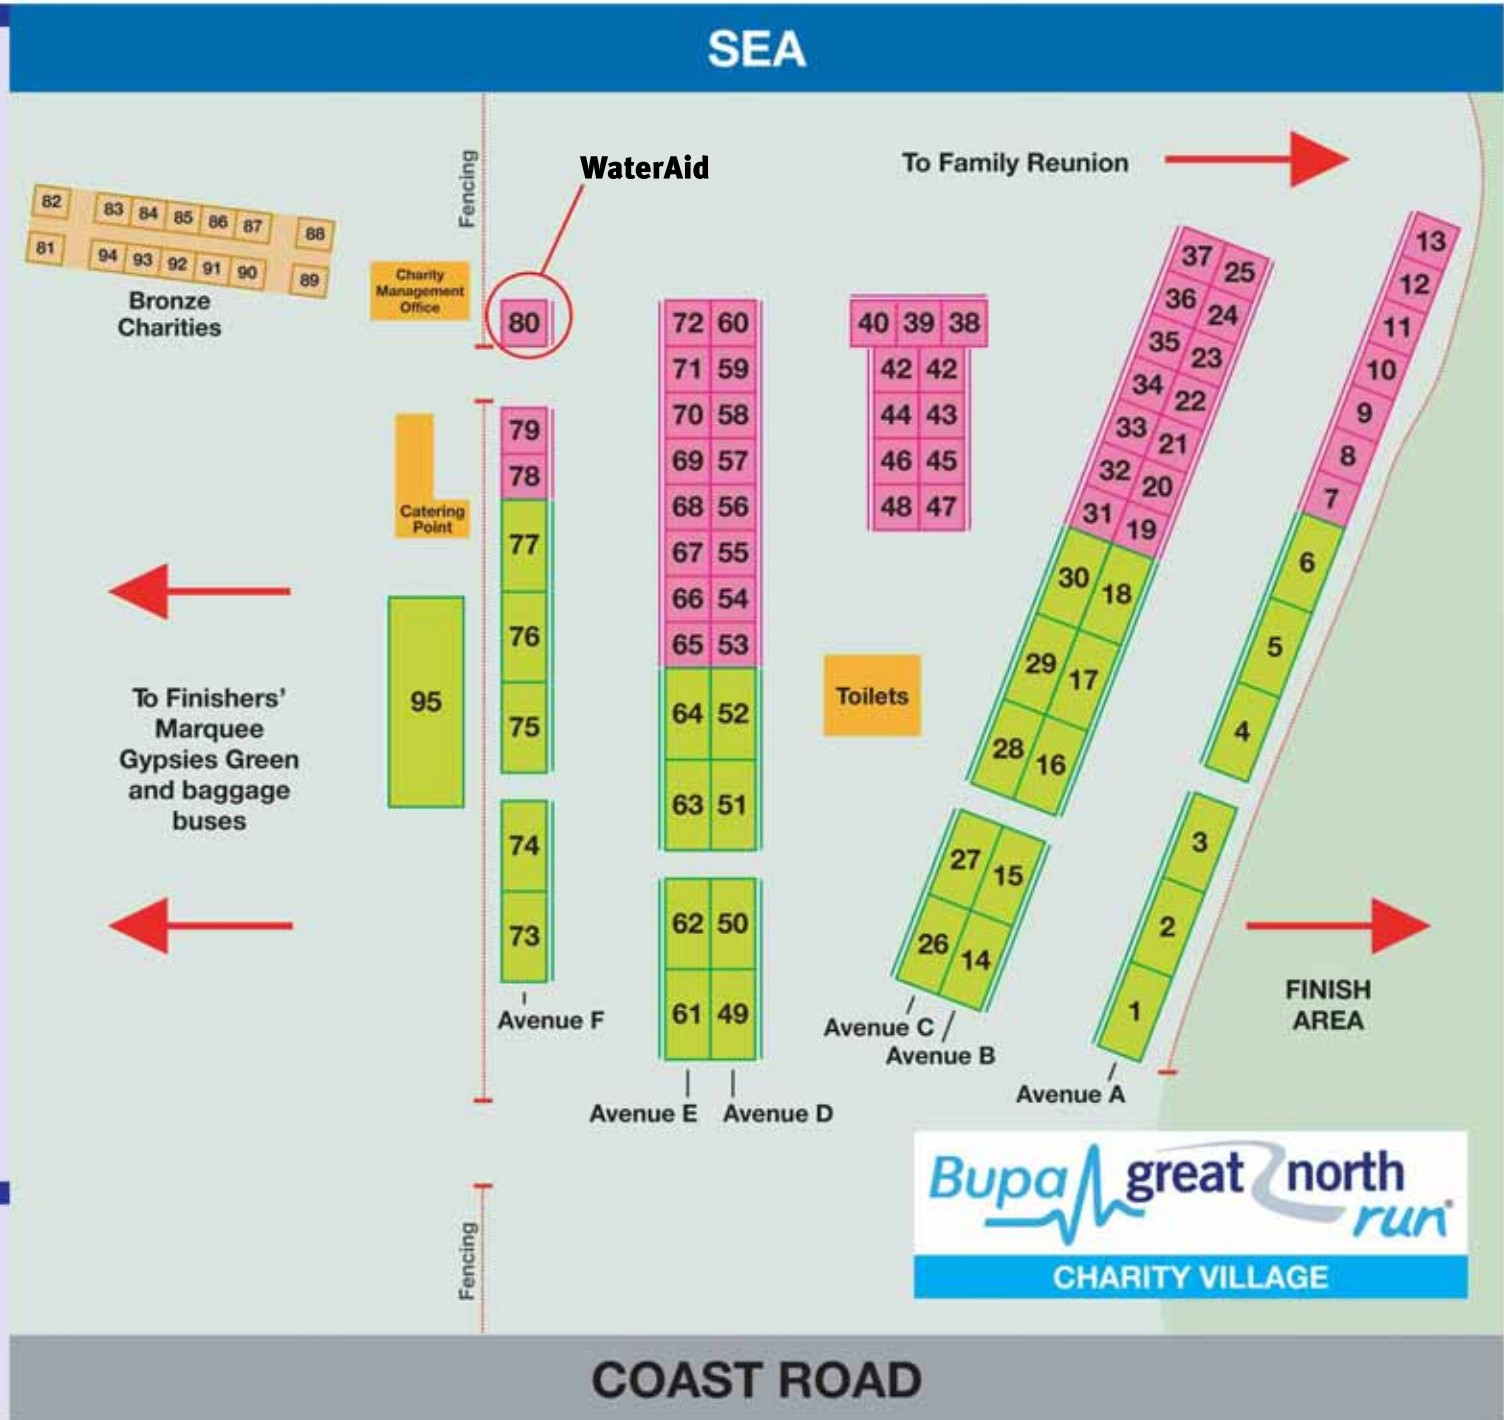 SEA
Fencing
WaterAid
To Family Reunion
82 83 84 85 86 87 88
81 94 93 92 91 90 89
Bronze
Charities
Charity
Management
Office
80
79
78
77
76
75
74
73
Avenue F
Catering
Point
95
To Finishers'
Marquee
Gypsies Green
and baggage
buses
72 60
71 59
70 58
69 57
68 56
67 55
66 54
65 53
64 52
63 51
62 50
61 49
Avenue E Avenue D
40 39 38
42 42
44 43
46 45
48 47
Toilets
37 25
36 24
35 23
34 22
33 21
32 20
31 19
30 18
29 17
28 16
27 15
26 14
Avenue C
Avenue B
13
12
11
10
9
8
7
6
5
4
3
2
1
Avenue A
FINISH
AREA
Bupa great north
run
CHARITY VILLAGE
Fencing
COAST ROAD